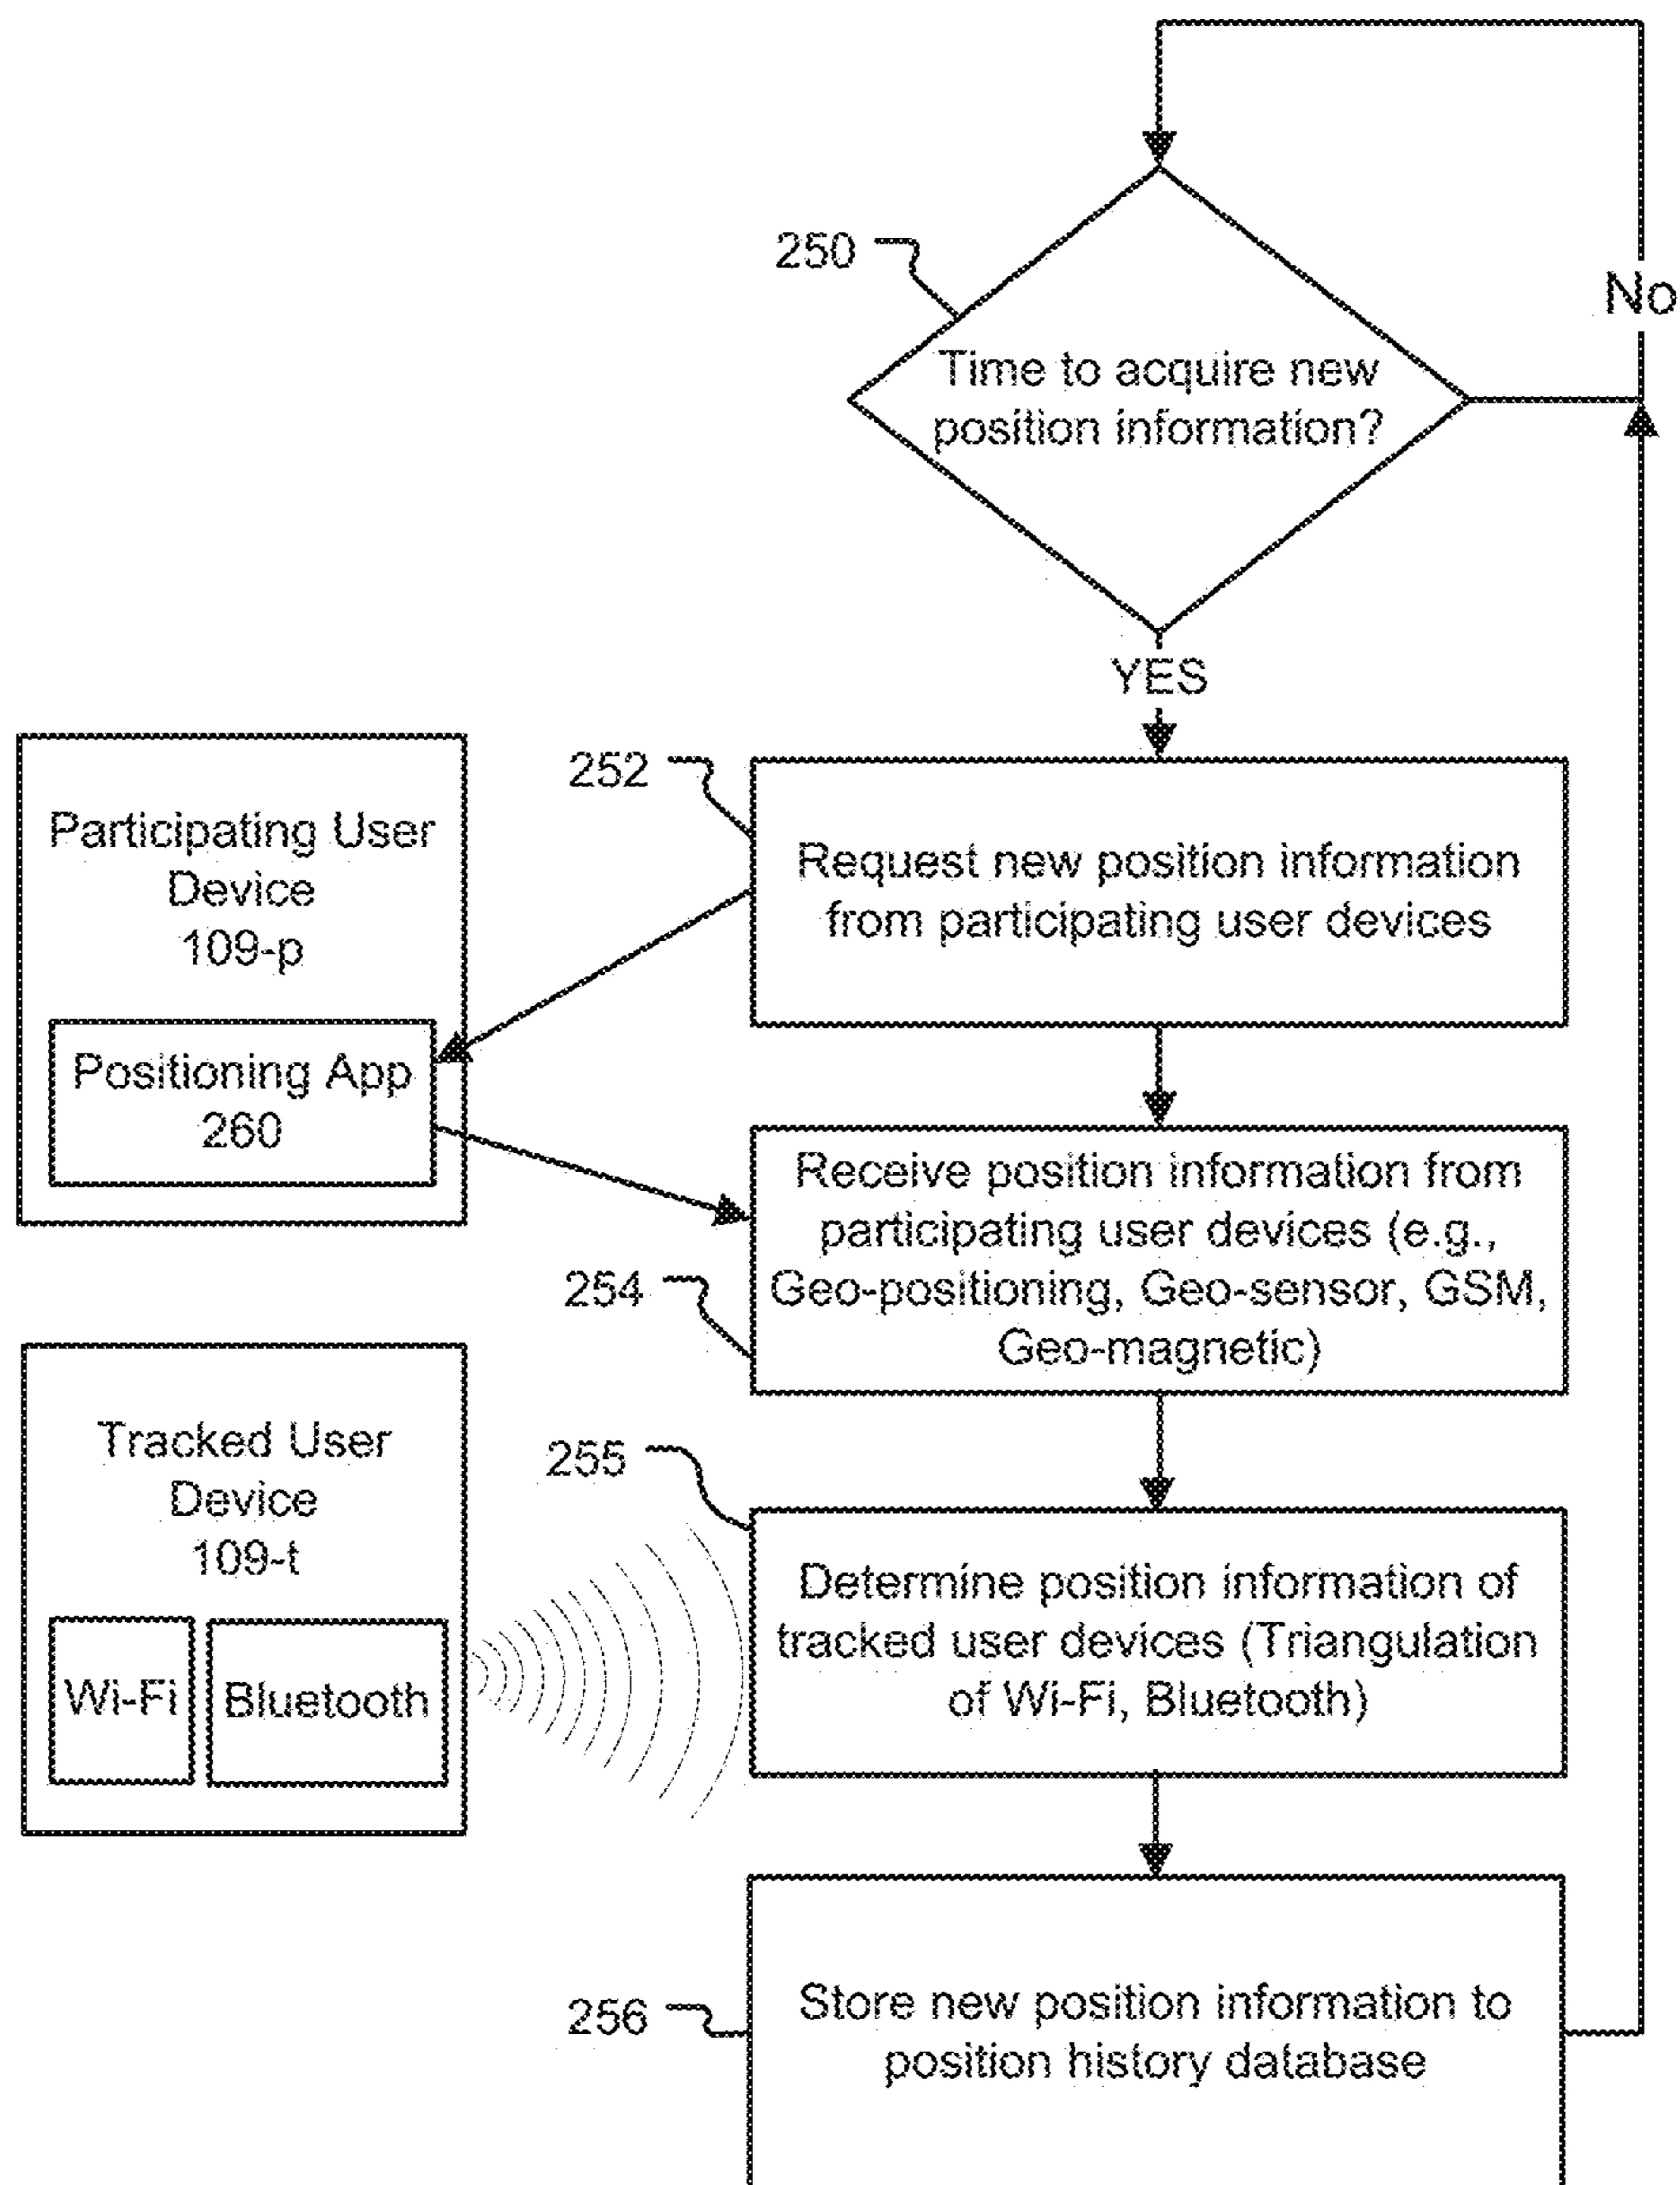 250
No
Time to acquire new
position information?
YES
252
Request new position information
from participating user devices
Participating User
Device
109-p
Positioning App
260
Receive position information from
participating user devices (e.g.,
Geo-positioning, Geo-sensor, GSM,
Geo-magnetic)
254
Tracked User
Device
109-t
Wi-Fi
Bluetooth
255
Determine position information of
tracked user devices (Triangulation
of Wi-Fi, Bluetooth)
256
Store new position information to
position history database